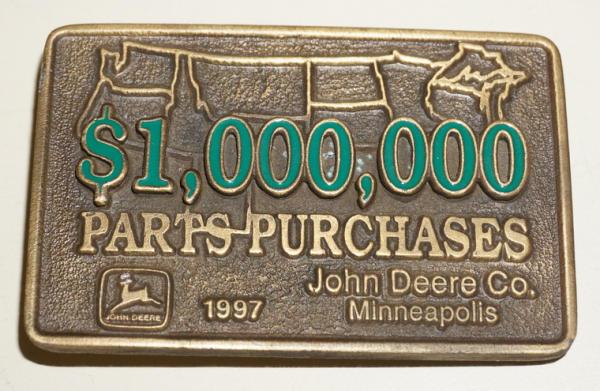 $1,000,000
PARTS PURCHASES
John Deere Co.
Minneapolis
1997
JOHN DEERE